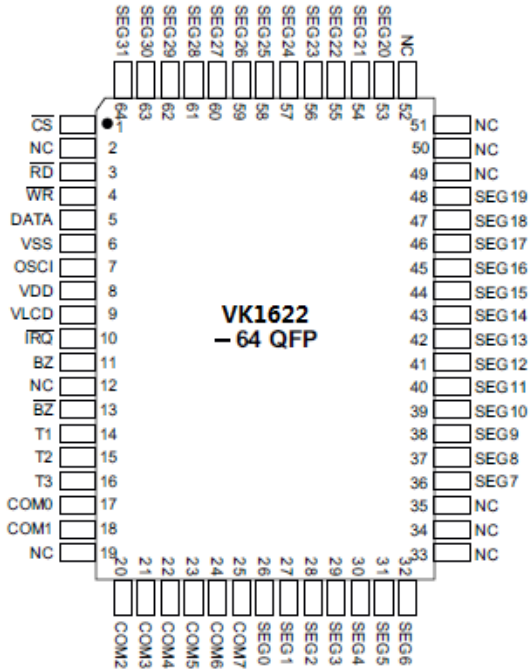 SEG31 SEG30 SEG29 SEG28 SEG27 SEG26 SEG25 SEG24 SEG23 SEG22 SEG21 SEG20 NC
64 63 62 61 60 59 58 57 56 55 54 53 52
CS 1
NC 2
RD 3
WR 4
DATA 5
VSS 6
OSCI 7
VDD 8
VLCD 9
IRQ 10
BZ 11
NC 12
BZ 13
T1 14
T2 15
T3 16
COM0 17
COM1 18
NC 19
VK1622
– 64 QFP
51 NC
50 NC
49 NC
48 SEG19
47 SEG18
46 SEG17
45 SEG16
44 SEG15
43 SEG14
42 SEG13
41 SEG12
40 SEG11
39 SEG10
38 SEG9
37 SEG8
36 SEG7
35 NC
34 NC
33 NC
20 21 22 23 24 25 26 27 28 29 30 31 32
COM2 COM3 COM4 COM5 COM6 COM7 SEG0 SEG1 SEG2 SEG3 SEG4 SEG5 SEG6